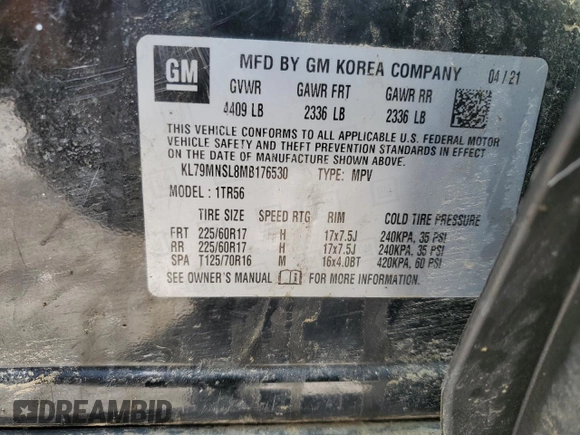 GM
MFD BY GM KOREA COMPANY 04/21
GVWR GAWR FRT GAWR RR
4409 LB 2336 LB 2336 LB
THIS VEHICLE CONFORMS TO ALL APPLICABLE U.S. FEDERAL MOTOR
VEHICLE SAFETY AND THEFT PREVENTION STANDARDS IN EFFECT
ON THE DATE OF MANUFACTURE SHOWN ABOVE.
KL79MNSL8MB176530 TYPE: MPV
MODEL: 1TR56
TIRE SIZE SPEED RTG RIM COLD TIRE PRESSURE
FRT 225/60R17 H 17x7.5J 240KPA, 35 PSI
RR 225/60R17 H 17x7.5J 240KPA, 35 PSI
SPA T125/70R16 M 16x4.0BT 420KPA, 60 PSI
SEE OWNER'S MANUAL FOR MORE INFORMATION.
DREAMBID